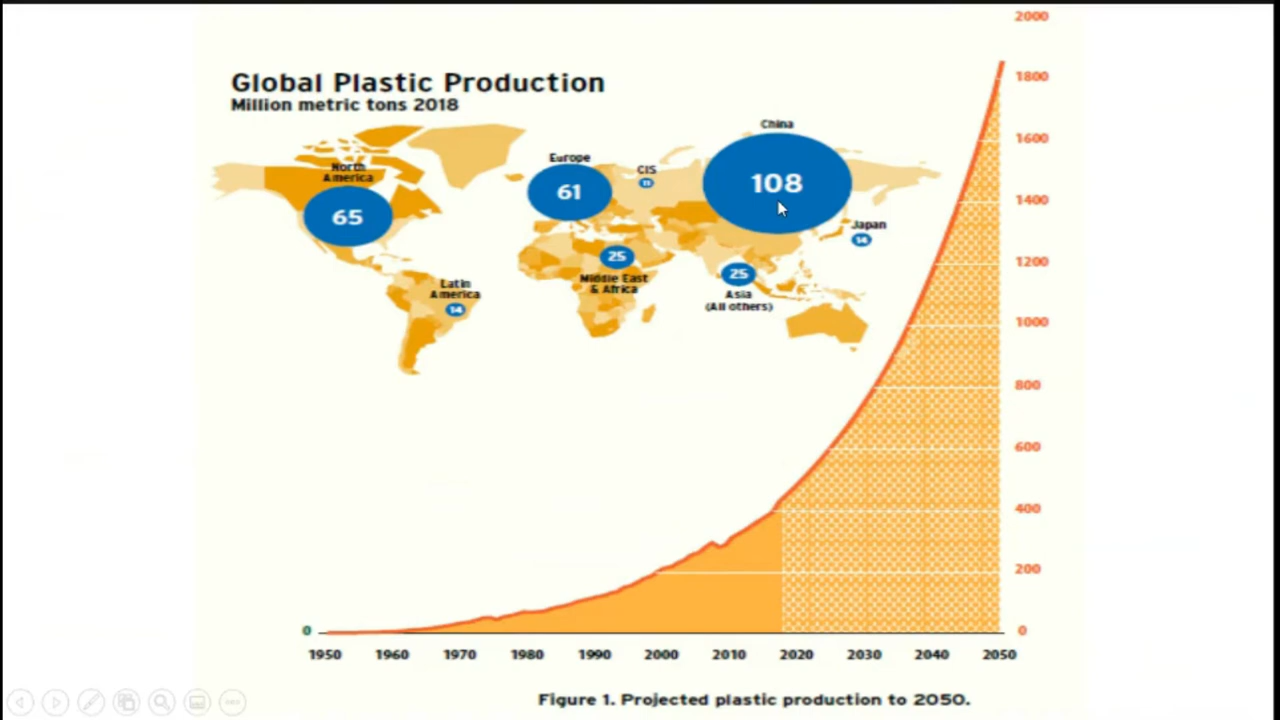 2000
Global Plastic Production
Million metric tons 2018
1800
China
1600
Europe
61
CIS
11
108
North
America
65
1400
Japan
14
25
Middle East
& Africa
25
Asia
(All others)
1200
Latin
America
14
1000
800
600
400
200
0
0
1950 1960 1970 1980 1990 2000 2010 2020 2030 2040 2050
Figure 1. Projected plastic production to 2050.